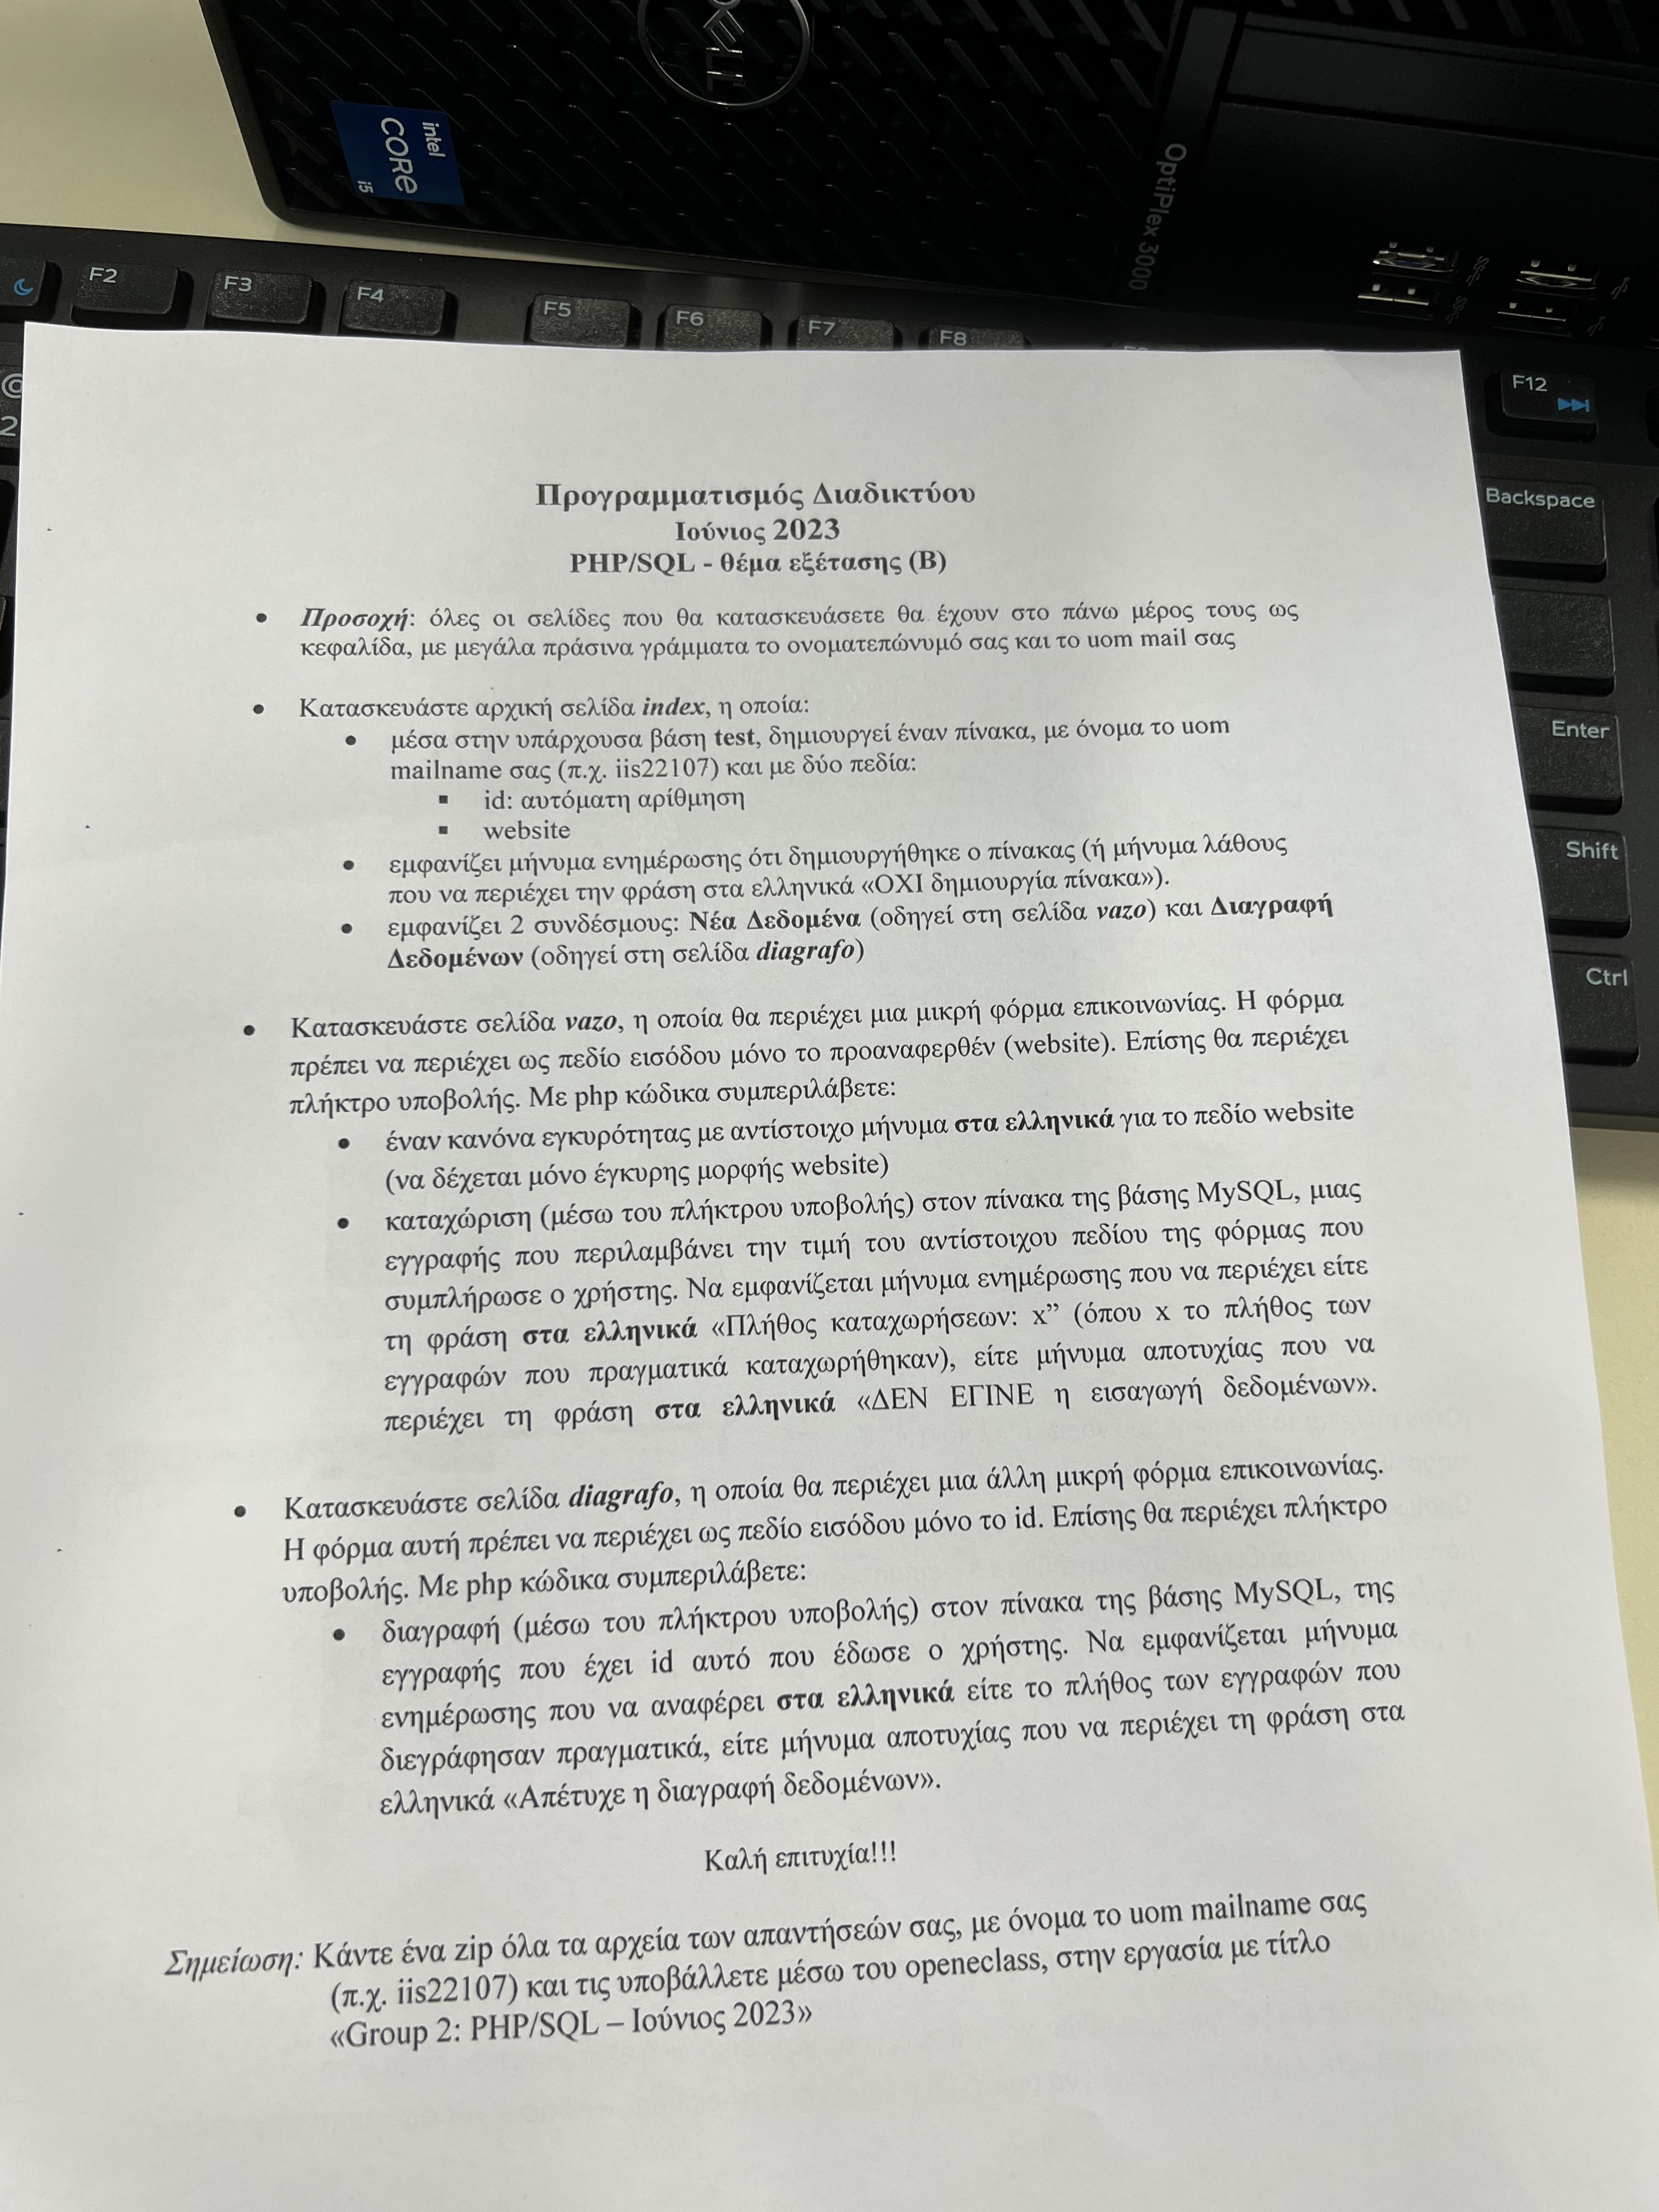 DELL
intel
CORE
i5
OptiPlex 3000
F2
F3
F4
F5
F6
F7
F8
F12
@
2
Backspace
Enter
Shift
Ctrl
Προγραμματισμός Διαδικτύου
Ιούνιος 2023
PHP/SQL - θέμα εξέτασης (Β)
• Προσοχή: όλες οι σελίδες που θα κατασκευάσετε θα έχουν στο πάνω μέρος τους ως
κεφαλίδα, με μεγάλα πράσινα γράμματα το ονοματεπώνυμό σας και το uom mail σας
• Κατασκευάστε αρχική σελίδα index, η οποία:
• μέσα στην υπάρχουσα βάση test, δημιουργεί έναν πίνακα, με όνομα το uom
mailname σας (π.χ. iis22107) και με δύο πεδία:
▪ id: αυτόματη αρίθμηση
▪ website
• εμφανίζει μήνυμα ενημέρωσης ότι δημιουργήθηκε ο πίνακας (ή μήνυμα λάθους
που να περιέχει την φράση στα ελληνικά «ΟΧΙ δημιουργία πίνακα»).
• εμφανίζει 2 συνδέσμους: Νέα Δεδομένα (οδηγεί στη σελίδα vazo) και Διαγραφή
Δεδομένων (οδηγεί στη σελίδα diagrafo)
• Κατασκευάστε σελίδα vazo, η οποία θα περιέχει μια μικρή φόρμα επικοινωνίας. Η φόρμα
πρέπει να περιέχει ως πεδίο εισόδου μόνο το προαναφερθέν (website). Επίσης θα περιέχει
πλήκτρο υποβολής. Με php κώδικα συμπεριλάβετε:
• έναν κανόνα εγκυρότητας με αντίστοιχο μήνυμα στα ελληνικά για το πεδίο website
(να δέχεται μόνο έγκυρης μορφής website)
• καταχώριση (μέσω του πλήκτρου υποβολής) στον πίνακα της βάσης MySQL, μιας
εγγραφής που περιλαμβάνει την τιμή του αντίστοιχου πεδίου της φόρμας που
συμπλήρωσε ο χρήστης. Να εμφανίζεται μήνυμα ενημέρωσης που να περιέχει είτε
τη φράση στα ελληνικά «Πλήθος καταχωρήσεων: x” (όπου x το πλήθος των
εγγραφών που πραγματικά καταχωρήθηκαν), είτε μήνυμα αποτυχίας που να
περιέχει τη φράση στα ελληνικά «ΔΕΝ ΕΓΙΝΕ η εισαγωγή δεδομένων».
• Κατασκευάστε σελίδα diagrafo, η οποία θα περιέχει μια άλλη μικρή φόρμα επικοινωνίας.
Η φόρμα αυτή πρέπει να περιέχει ως πεδίο εισόδου μόνο το id. Επίσης θα περιέχει πλήκτρο
υποβολής. Με php κώδικα συμπεριλάβετε:
• διαγραφή (μέσω του πλήκτρου υποβολής) στον πίνακα της βάσης MySQL, της
εγγραφής που έχει id αυτό που έδωσε ο χρήστης. Να εμφανίζεται μήνυμα
ενημέρωσης που να αναφέρει στα ελληνικά είτε το πλήθος των εγγραφών που
διεγράφησαν πραγματικά, είτε μήνυμα αποτυχίας που να περιέχει τη φράση στα
ελληνικά «Απέτυχε η διαγραφή δεδομένων».
Καλή επιτυχία!!!
Σημείωση: Κάντε ένα zip όλα τα αρχεία των απαντήσεών σας, με όνομα το uom mailname σας
(π.χ. iis22107) και τις υποβάλλετε μέσω του openeclass, στην εργασία με τίτλο
«Group 2: PHP/SQL – Ιούνιος 2023»